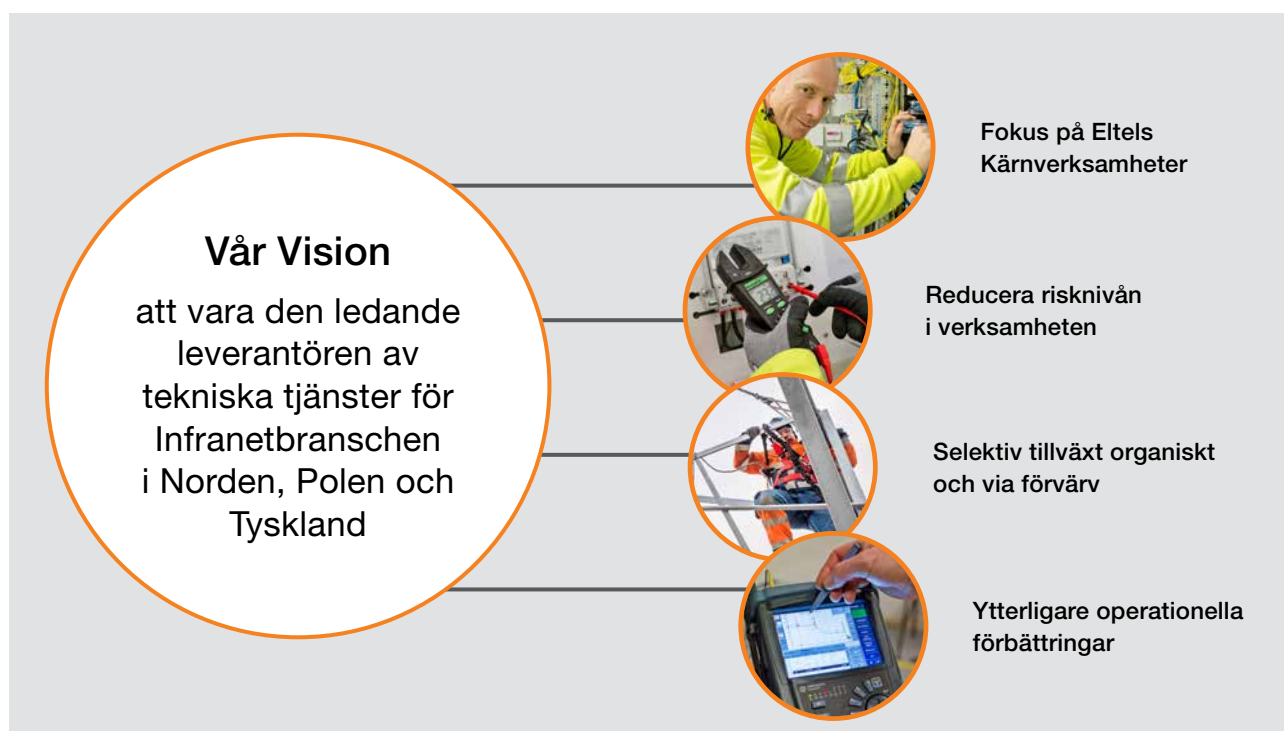 Vår Vision
att vara den ledande
leverantören av
tekniska tjänster för
Infranetbranschen
i Norden, Polen och
Tyskland
Fokus på Eltels
Kärnverksamheter
Reducera risknivån
i verksamheten
Selektiv tillväxt organiskt
och via förvärv
Ytterligare operationella
förbättringar